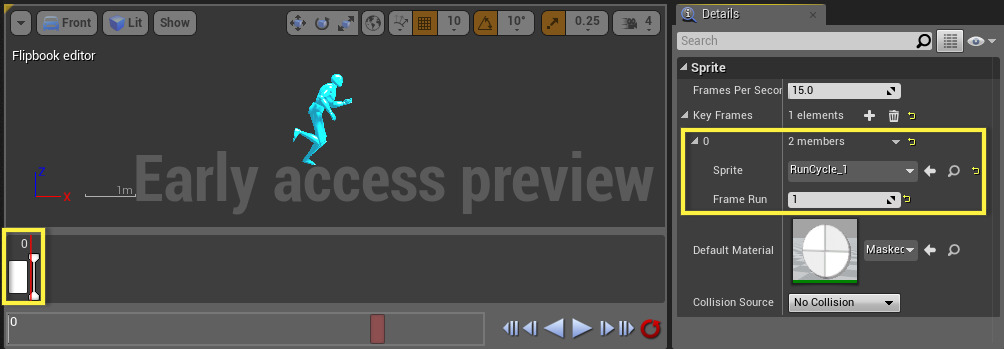 Front Lit Show 10 10° 0.25 4
Flipbook editor
Z
X
1m
Early access preview
0
0
Details
Search
Sprite
Frames Per Secor 15.0
Key Frames 1 elements
0 2 members
Sprite RunCycle_1
Frame Run 1
Default Material Maskec
Collision Source No Collision